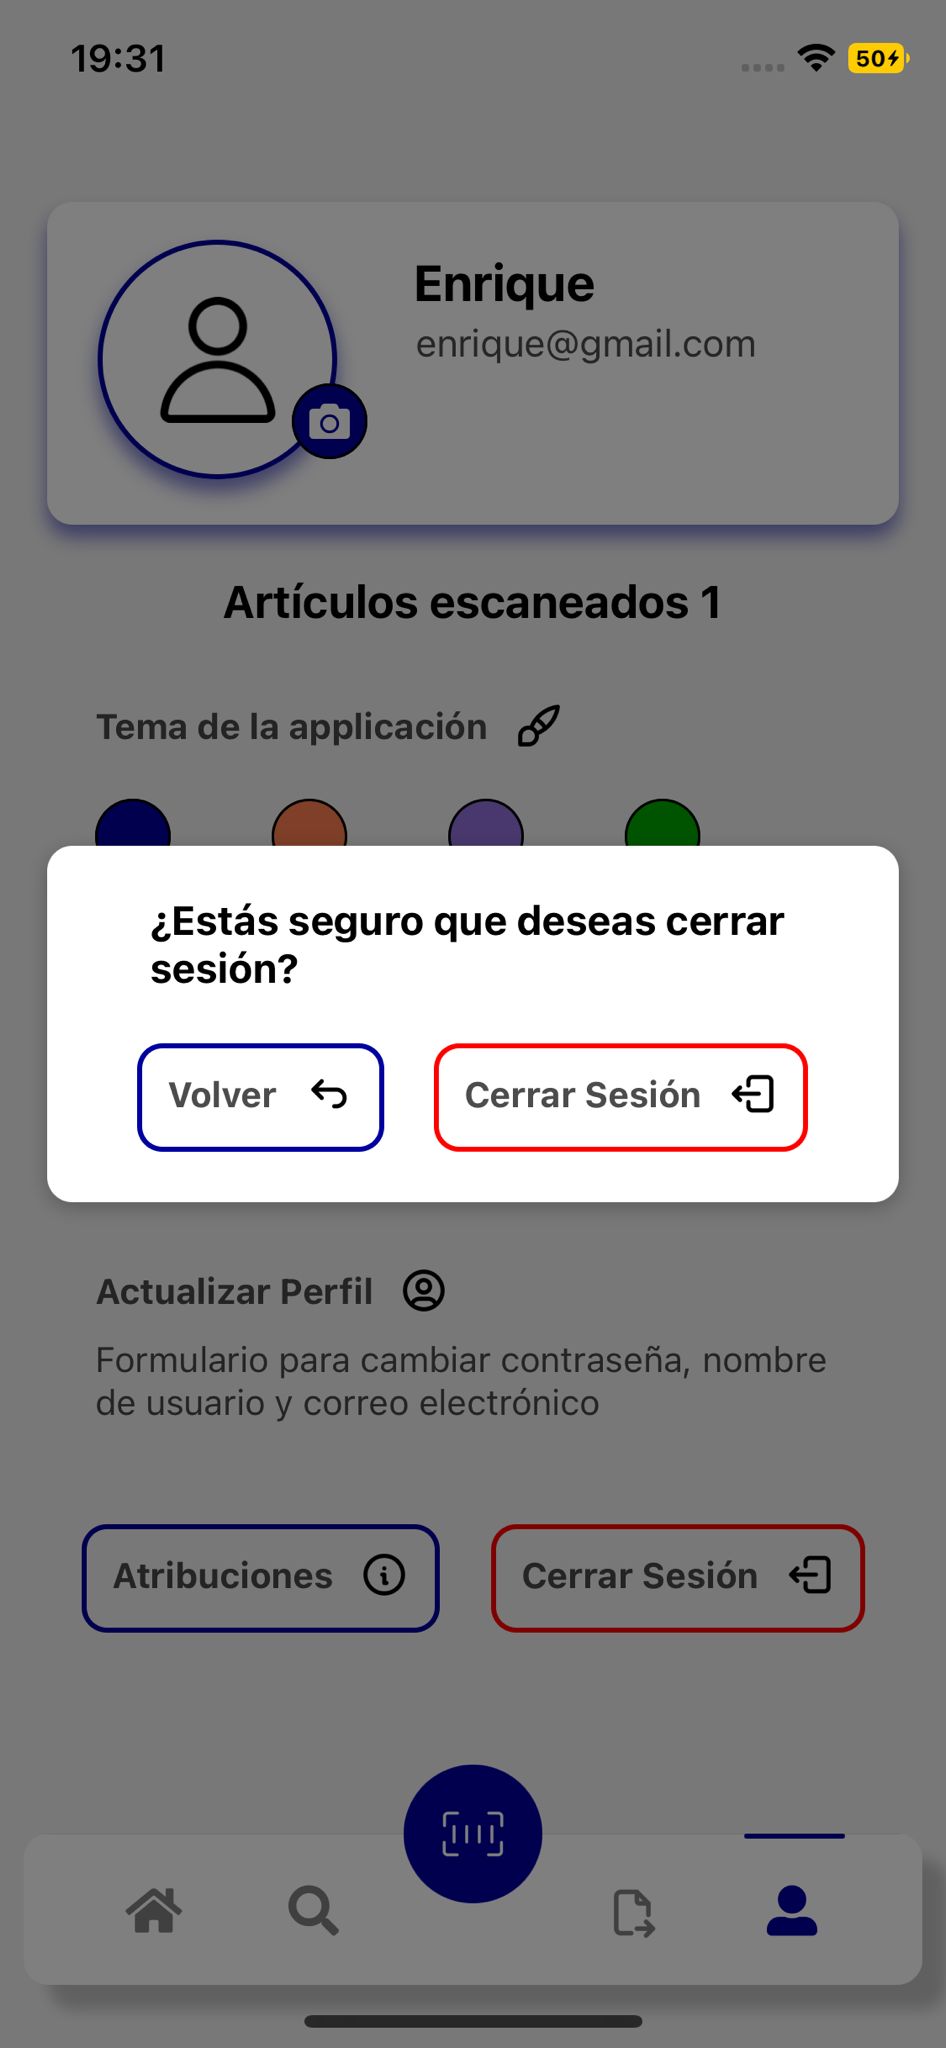 19:31
50
Enrique
enrique@gmail.com
Artículos escaneados 1
Tema de la applicación
¿Estás seguro que deseas cerrar
sesión?
Volver
Cerrar Sesión
Actualizar Perfil
Formulario para cambiar contraseña, nombre
de usuario y correo electrónico
Atribuciones
Cerrar Sesión